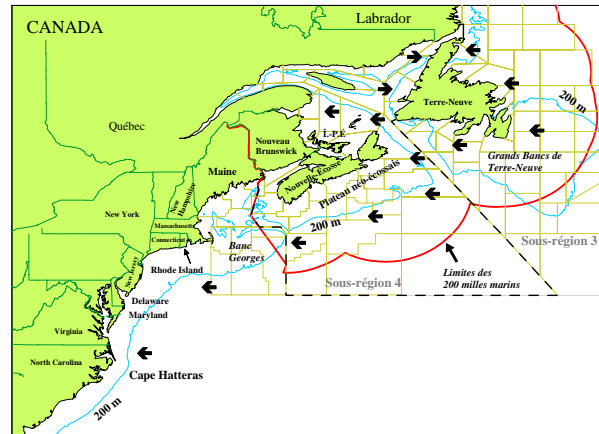 CANADA
Labrador
Terre-Neuve
200 m
Québec
Î.-P.É
Nouveau
Brunswick
Grands Bancs de
Terre-Neuve
Maine
Nouvelle-Écosse
Plateau néo-écossais
New
Hampshire
New York
Massachusetts
Connecticut
200 m
Banc
Georges
Sous-région 3
Rhode Island
Limites des
200 milles marins
Sous-région 4
New Jersey
Delaware
Maryland
Virginia
North Carolina
Cape Hatteras
200 m